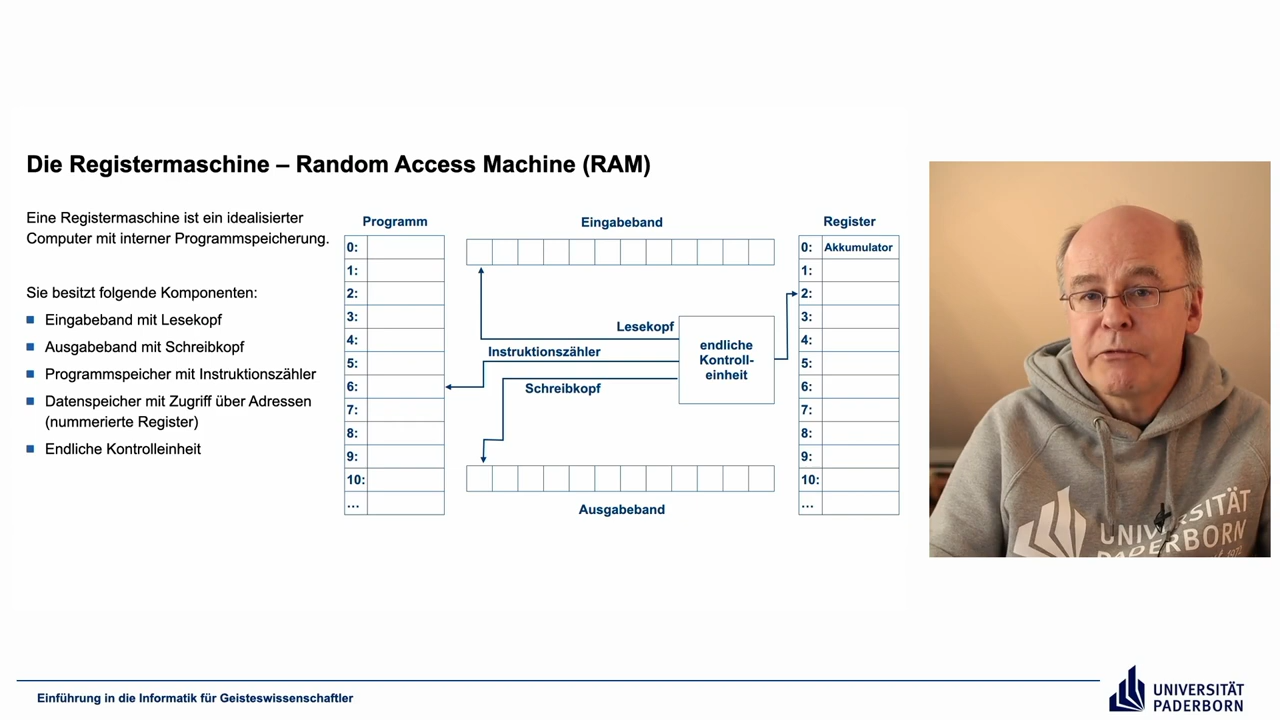 Die Registermaschine – Random Access Machine (RAM)
Eine Registermaschine ist ein idealisierter
Computer mit interner Programmspeicherung.
Sie besitzt folgende Komponenten:
Eingabeband mit Lesekopf
Ausgabeband mit Schreibkopf
Programmspeicher mit Instruktionszähler
Datenspeicher mit Zugriff über Adressen
(nummerierte Register)
Endliche Kontrolleinheit
Programm
0:
1:
2:
3:
4:
5:
6:
7:
8:
9:
10:
...
Eingabeband
Lesekopf
Instruktionszähler
Schreibkopf
endliche
Kontroll-
einheit
Ausgabeband
Register
0: Akkumulator
1:
2:
3:
4:
5:
6:
7:
8:
9:
10:
...
UNIVERSITÄT
PADERBORN
Einführung in die Informatik für Geisteswissenschaftler
UNIVERSITÄT
PADERBORN